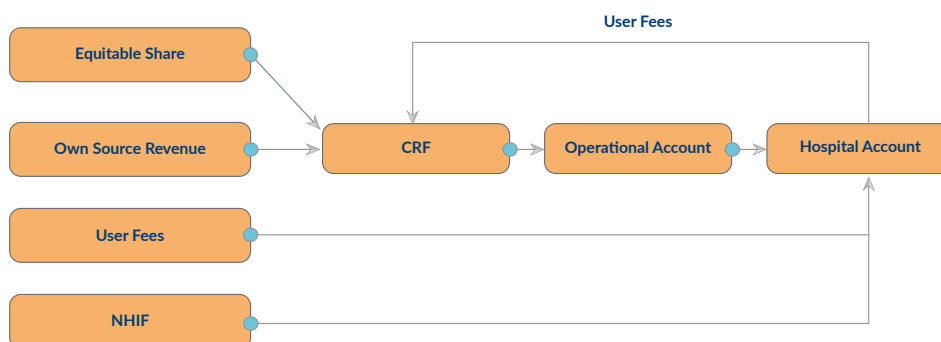 User Fees
Equitable Share
Own Source Revenue
CRF
Operational Account
Hospital Account
User Fees
NHIF